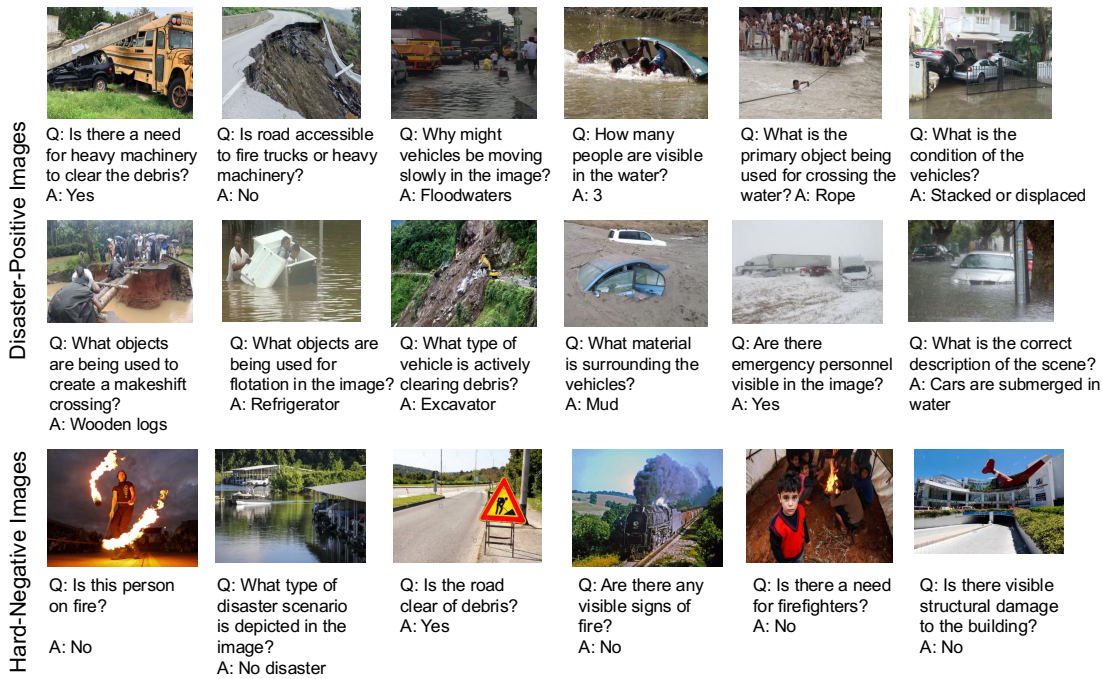 Disaster-Positive Images
Q: Is there a need
for heavy machinery
to clear the debris?
A: Yes
Q: Is road accessible
to fire trucks or heavy
machinery?
A: No
Q: Why might
vehicles be moving
slowly in the image?
A: Floodwaters
Q: How many
people are visible
in the water?
A: 3
Q: What is the
primary object being
used for crossing the
water? A: Rope
Q: What is the
condition of the
vehicles?
A: Stacked or displaced
Q: What objects
are being used to
create a makeshift
crossing?
A: Wooden logs
Q: What objects are
being used for
flotation in the image?
A: Refrigerator
Q: What type of
vehicle is actively
clearing debris?
A: Excavator
Q: What material
is surrounding the
vehicles?
A: Mud
Q: Are there
emergency personnel
visible in the image?
A: Yes
Q: What is the correct
description of the scene?
A: Cars are submerged in
water
Hard-Negative Images
Q: Is this person
on fire?
A: No
Q: What type of
disaster scenario
is depicted in the
image?
A: No disaster
Q: Is the road
clear of debris?
A: Yes
Q: Are there any
visible signs of
fire?
A: No
Q: Is there a need
for firefighters?
A: No
Q: Is there visible
structural damage
to the building?
A: No